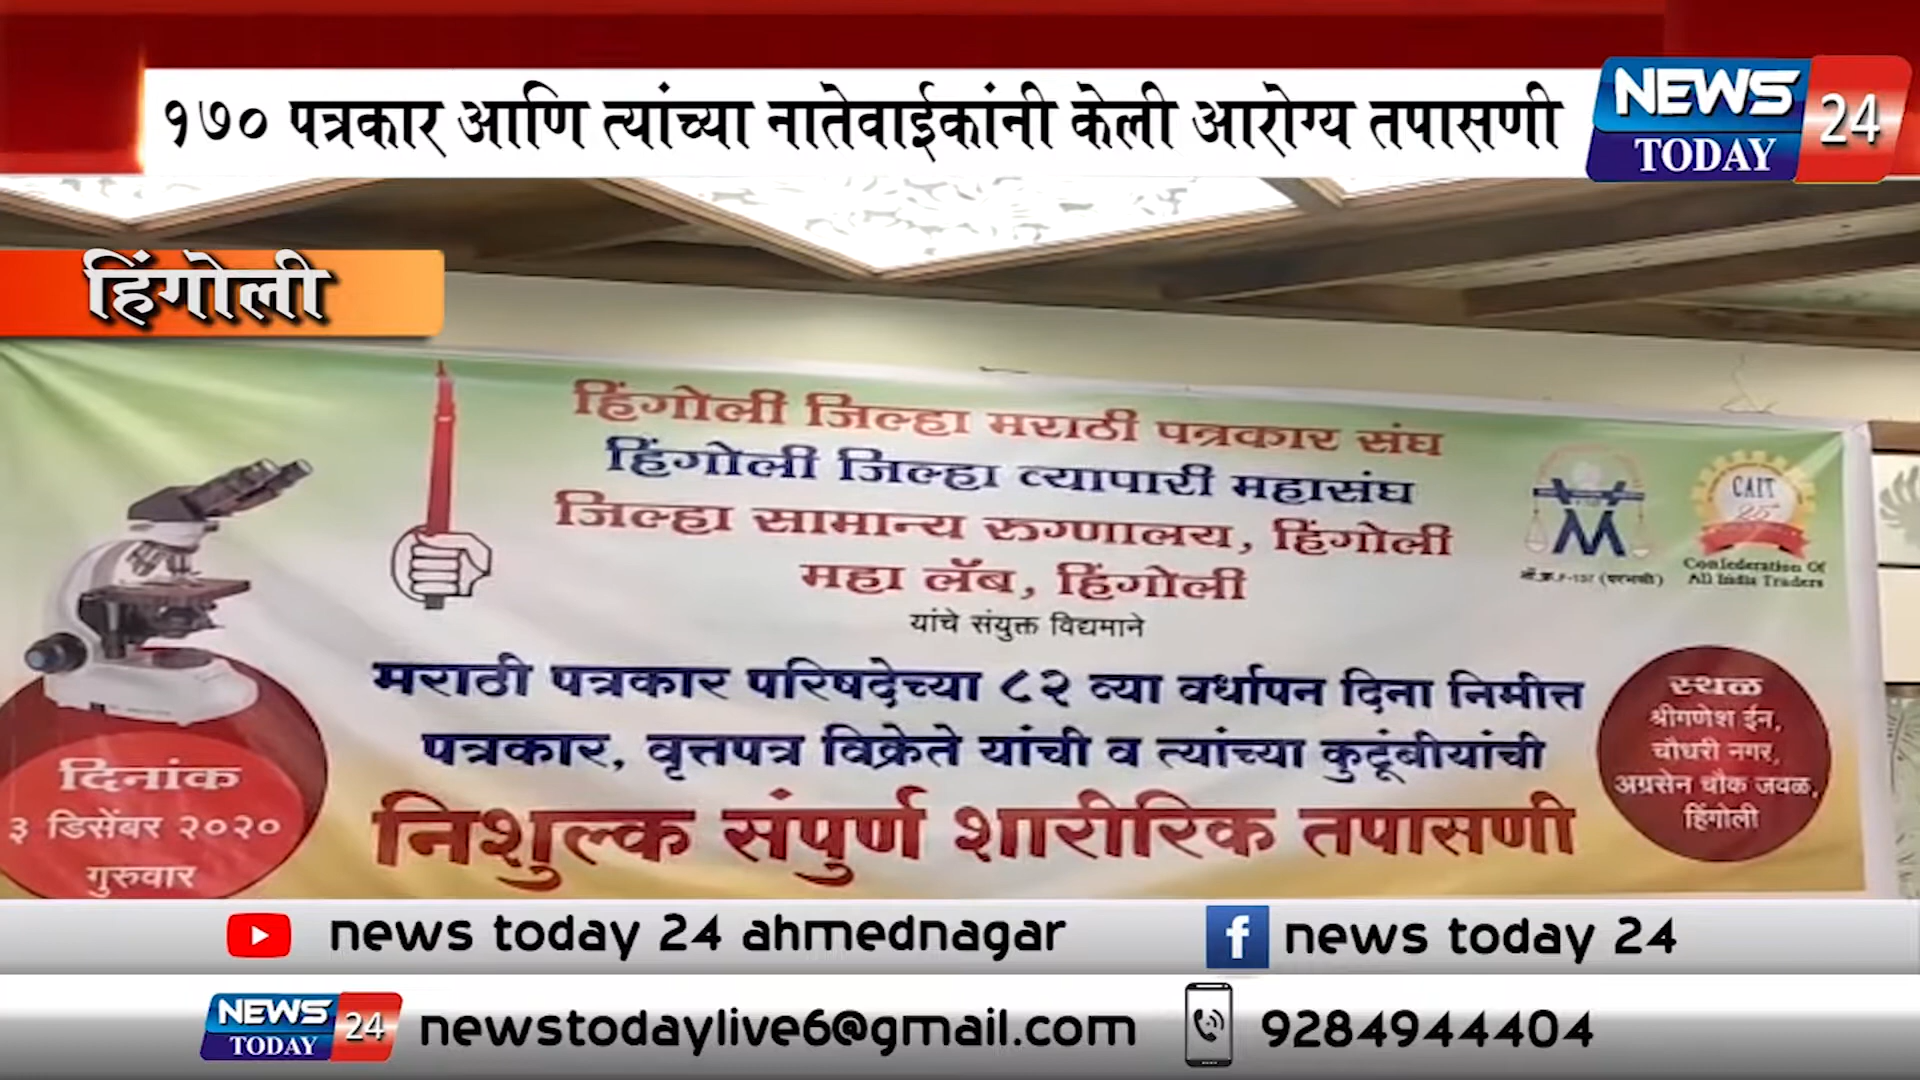 १७० पत्रकार आणि त्यांच्या नातेवाईकांनी केली आरोग्य तपासणी
NEWS
TODAY
24
हिंगोली
हिंगोली जिल्हा मराठी पत्रकार संघ
हिंगोली जिल्हा व्यापारी महासंघ
जिल्हा सामान्य रुग्णालय, हिंगोली
महा लॅब, हिंगोली
यांचे संयुक्त विद्यमाने
CAIT
25
Confederation Of
All India Traders
(परभणी)
मराठी पत्रकार परिषदेच्या ८२ व्या वर्धापन दिना निमीत्त
पत्रकार, वृत्तपत्र विक्रेते यांची व त्यांच्या कुटूंबीयांची
निशुल्क संपुर्ण शारीरिक तपासणी
दिनांक
३ डिसेंबर २०२०
गुरुवार
स्थळ
श्रीगणेश ईन,
चौधरी नगर,
अग्रसेन चौक जवळ,
हिंगोली
news today 24 ahmednagar
news today 24
NEWS
TODAY
24
newstodaylive6@gmail.com
9284944404